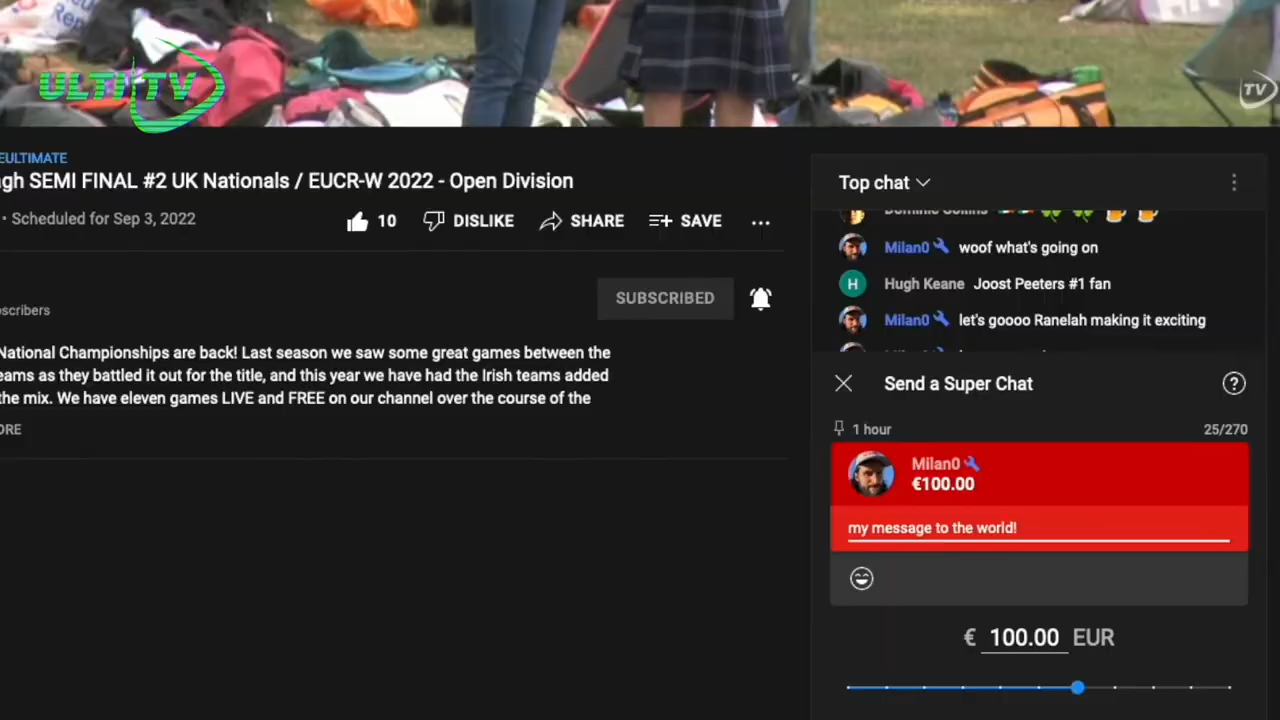 ULTI TV
TV
EULTIMATE
agh SEMI FINAL #2 UK Nationals / EUCR-W 2022 - Open Division
• Scheduled for Sep 3, 2022
10
DISLIKE
SHARE
SAVE
SUBSCRIBED
bscribers
National Championships are back! Last season we saw some great games between the
eams as they battled it out for the title, and this year we have had the Irish teams added
the mix. We have eleven games LIVE and FREE on our channel over the course of the
ORE
Top chat
Dominic Collins
Milan0 woof what's going on
H Hugh Keane Joost Peeters #1 fan
Milan0 let's goooo Ranelah making it exciting
Send a Super Chat
1 hour 25/270
Milan0
€100.00
my message to the world!
€ 100.00 EUR